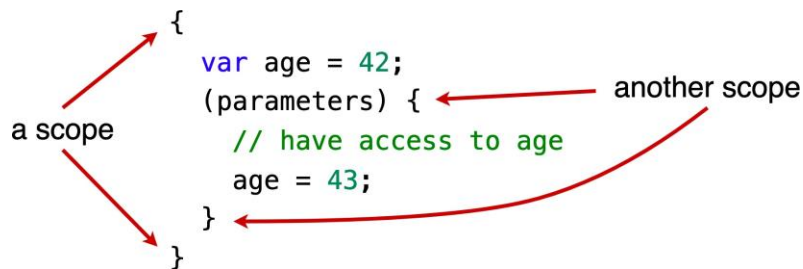 {
var age = 42;
(parameters) {
another scope
a scope
// have access to age
age = 43;
}
}